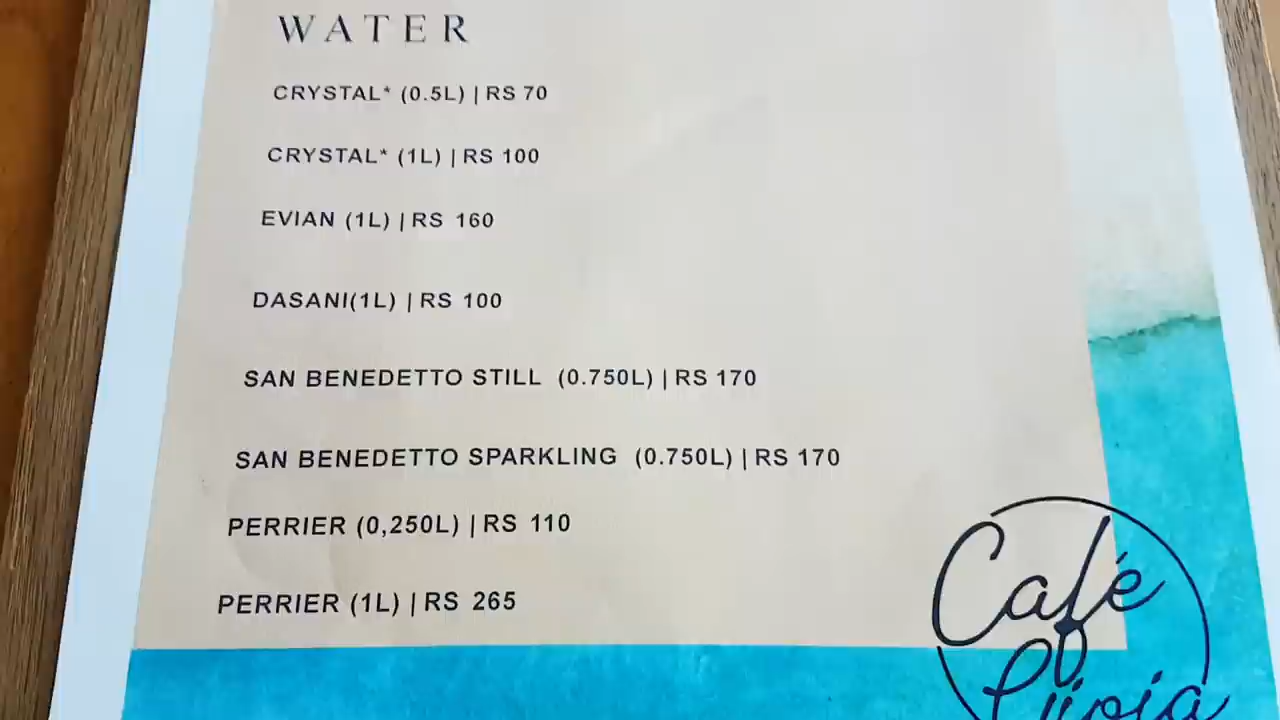 WATER
CRYSTAL* (0.5L) | RS 70
CRYSTAL* (1L) | RS 100
EVIAN (1L) | RS 160
DASANI(1L) | RS 100
SAN BENEDETTO STILL (0.750L) | RS 170
SAN BENEDETTO SPARKLING (0.750L) | RS 170
PERRIER (0,250L) | RS 110
PERRIER (1L) | RS 265
Café